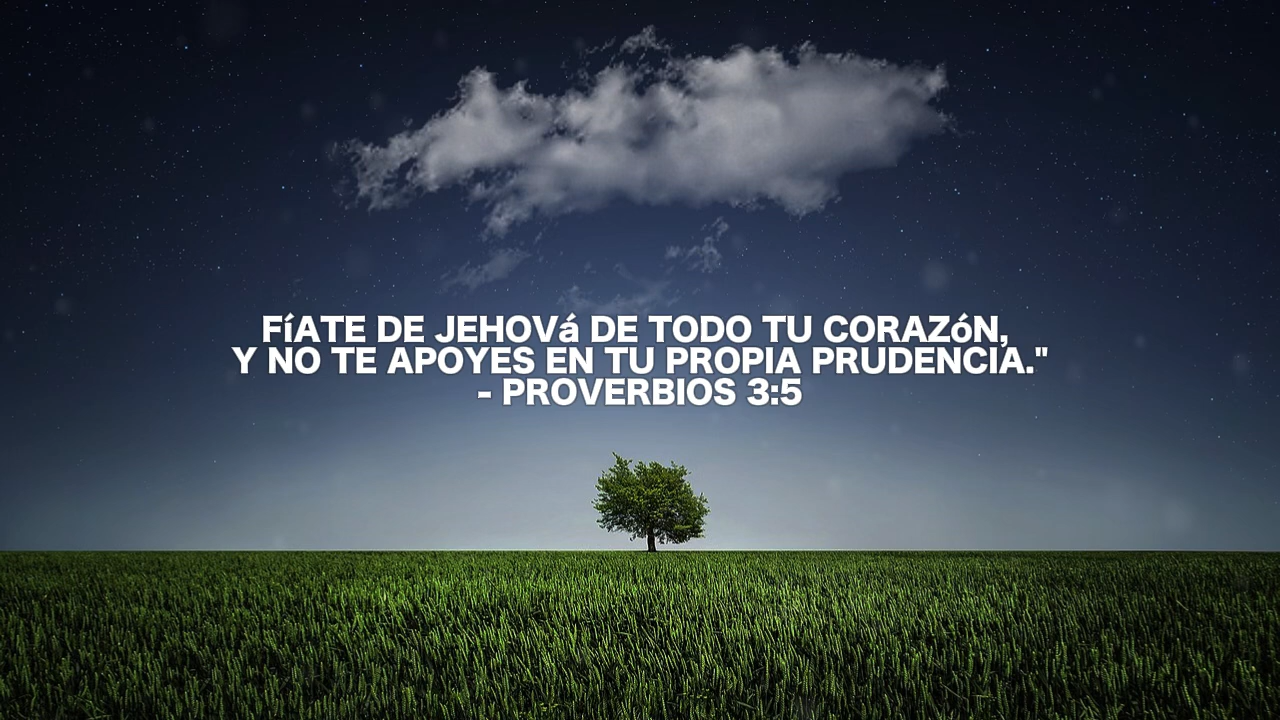 FíATE DE JEHOVá DE TODO TU CORAZóN,
Y NO TE APOYES EN TU PROPIA PRUDENCIA."
- PROVERBIOS 3:5